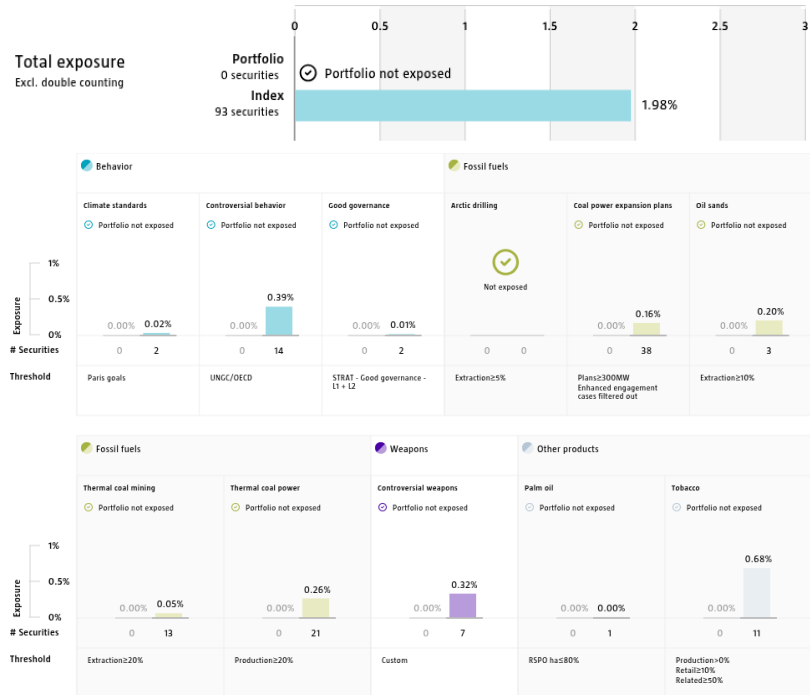 0 0.5 1 1.5 2 2.5 3
Total exposure
Excl. double counting
Portfolio
0 securities
Portfolio not exposed
Index
93 securities
1.98%
Behavior
Fossil fuels
Climate standards
Controversial behavior
Good governance
Arctic drilling
Coal power expansion plans
Oil sands
Portfolio not exposed
Portfolio not exposed
Portfolio not exposed
Portfolio not exposed
Portfolio not exposed
Not exposed
Exposure
1%
0.5%
0%
0.00% 0.02%
0.00% 0.39%
0.00% 0.01%
0.00% 0.16%
0.00% 0.20%
# Securities
0 2
0 14
0 2
0 0
0 38
0 3
Threshold
Paris goals
UNGC/OECD
STRAT - Good governance -
L1 + L2
Extraction≥5%
Plans≥300MW
Enhanced engagement
cases filtered out
Extraction≥10%
Fossil fuels
Weapons
Other products
Thermal coal mining
Thermal coal power
Controversial weapons
Palm oil
Tobacco
Portfolio not exposed
Portfolio not exposed
Portfolio not exposed
Portfolio not exposed
Portfolio not exposed
Exposure
1%
0.5%
0%
0.00% 0.05%
0.00% 0.26%
0.00% 0.32%
0.00% 0.00%
0.00% 0.68%
# Securities
0 13
0 21
0 7
0 1
0 11
Threshold
Extraction≥20%
Production≥20%
Custom
RSPO ha≤80%
Production>0%
Retail≥10%
Related≥50%